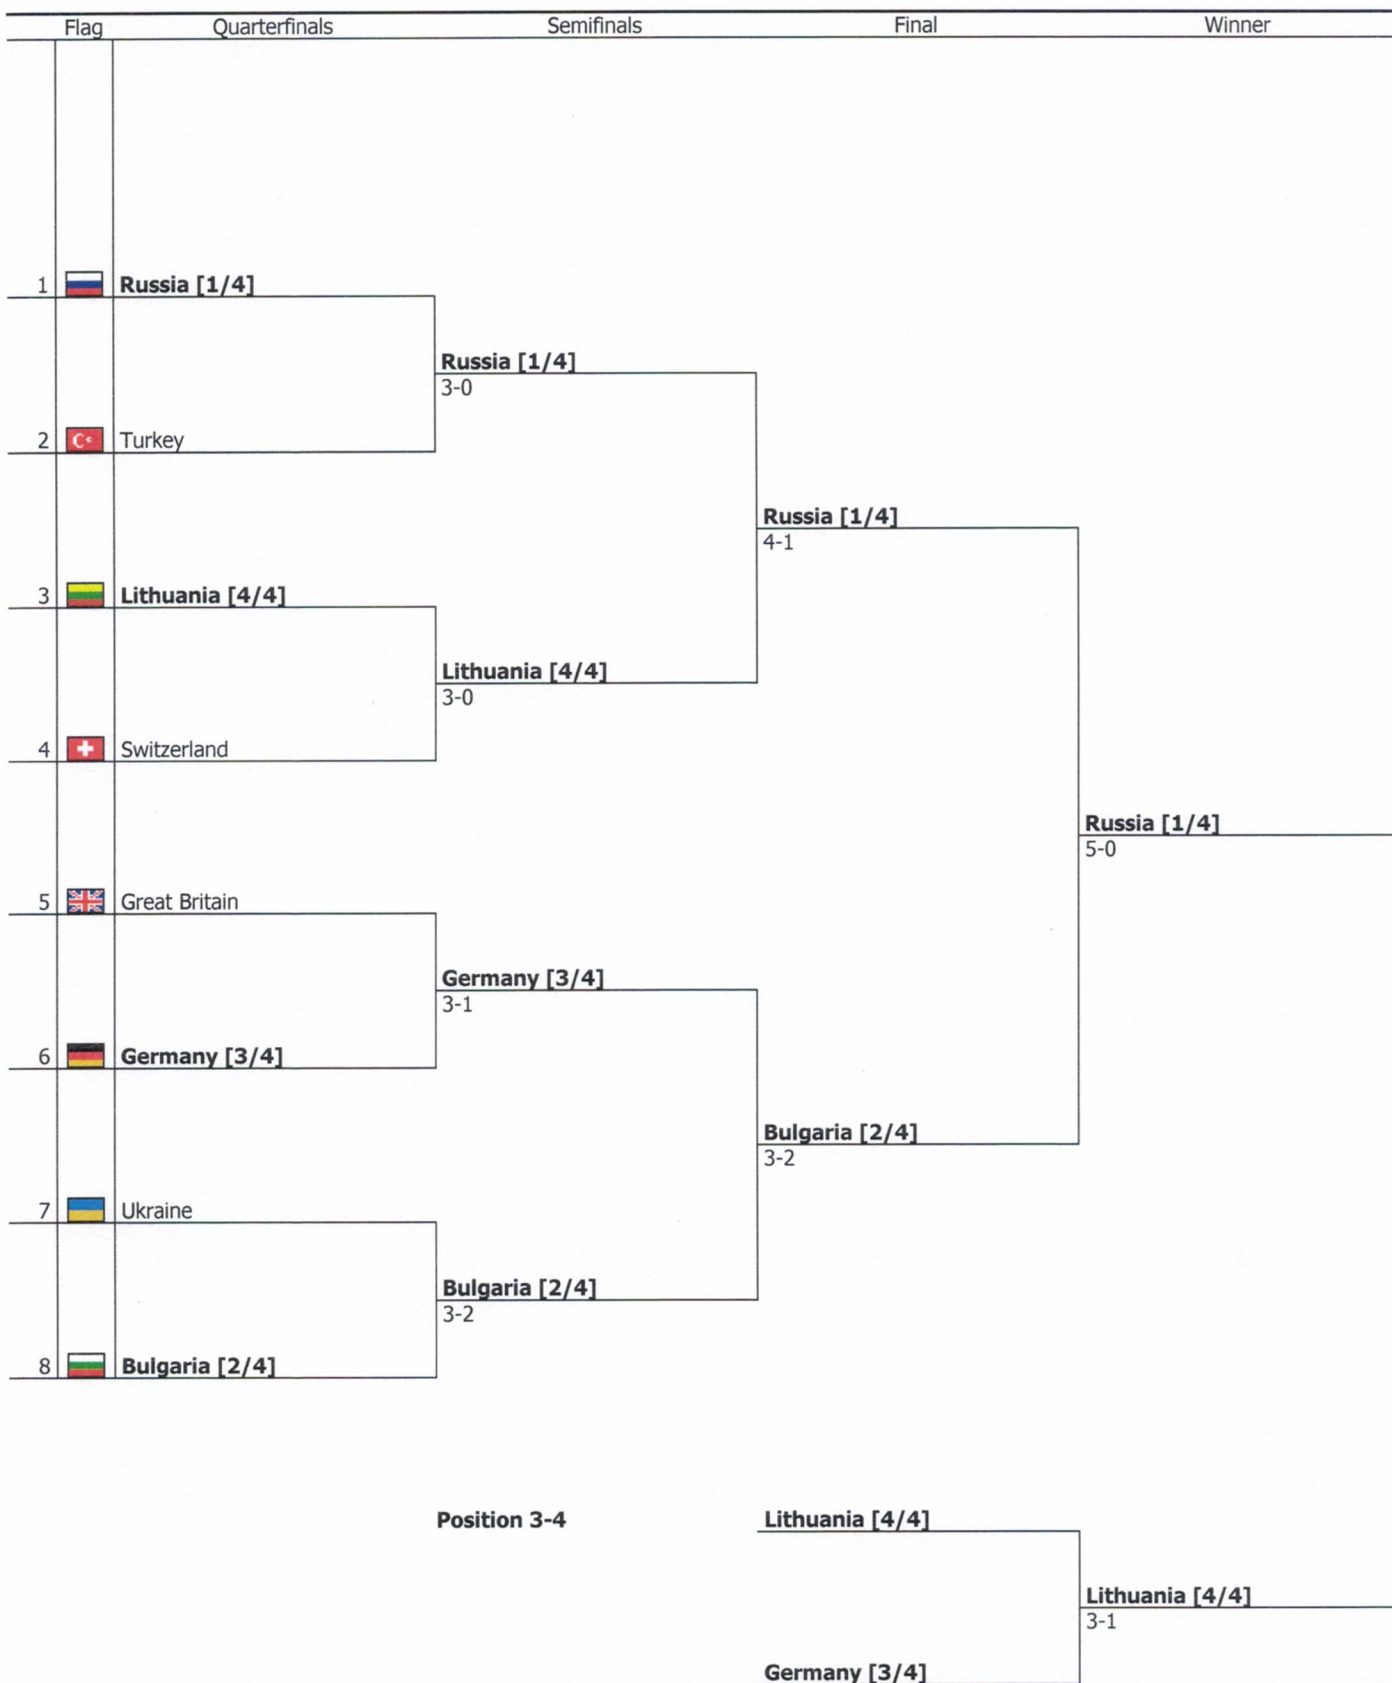 Flag Quarterfinals Semifinals Final Winner
1 Russia [1/4]
Russia [1/4]
3-0
2 Turkey
Russia [1/4]
4-1
3 Lithuania [4/4]
Lithuania [4/4]
3-0
4 Switzerland
Russia [1/4]
5-0
5 Great Britain
Germany [3/4]
3-1
6 Germany [3/4]
Bulgaria [2/4]
3-2
7 Ukraine
Bulgaria [2/4]
3-2
8 Bulgaria [2/4]
Position 3-4 Lithuania [4/4]
Lithuania [4/4]
3-1
Germany [3/4]